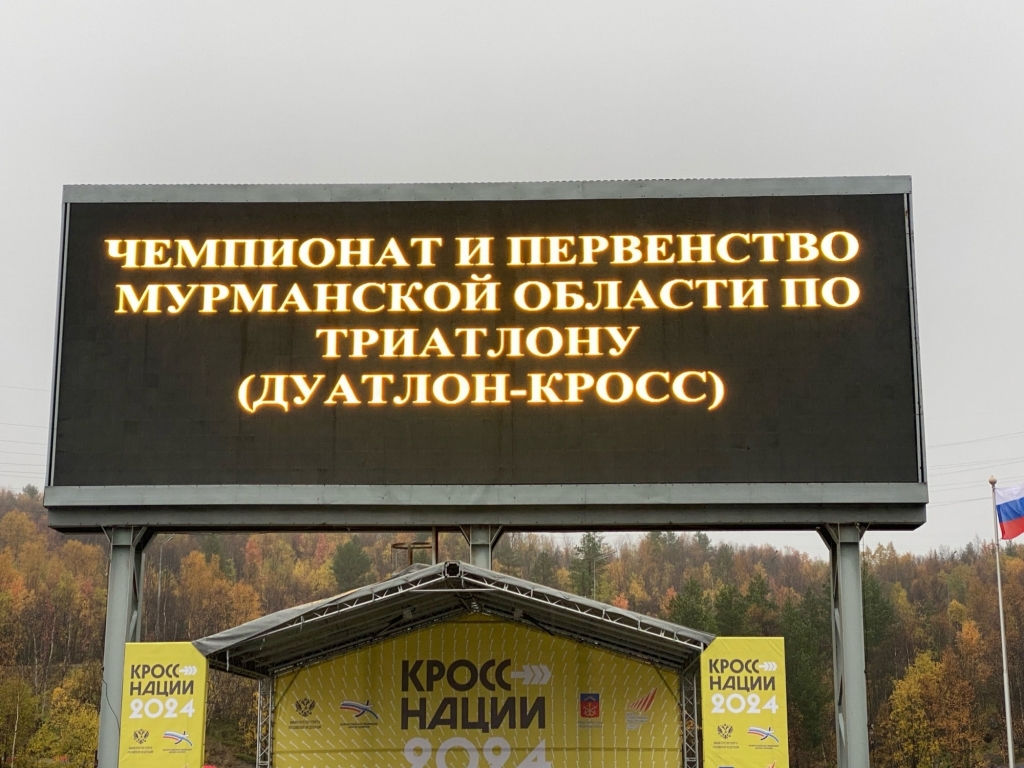 ЧЕМПИОНАТ И ПЕРВЕНСТВО
МУРМАНСКОЙ ОБЛАСТИ ПО
ТРИАТЛОНУ
(ДУАТЛОН-КРОСС)
КРОСС
НАЦИИ
2024
КРОСС
НАЦИИ
2024
КРОСС
НАЦИИ
2024